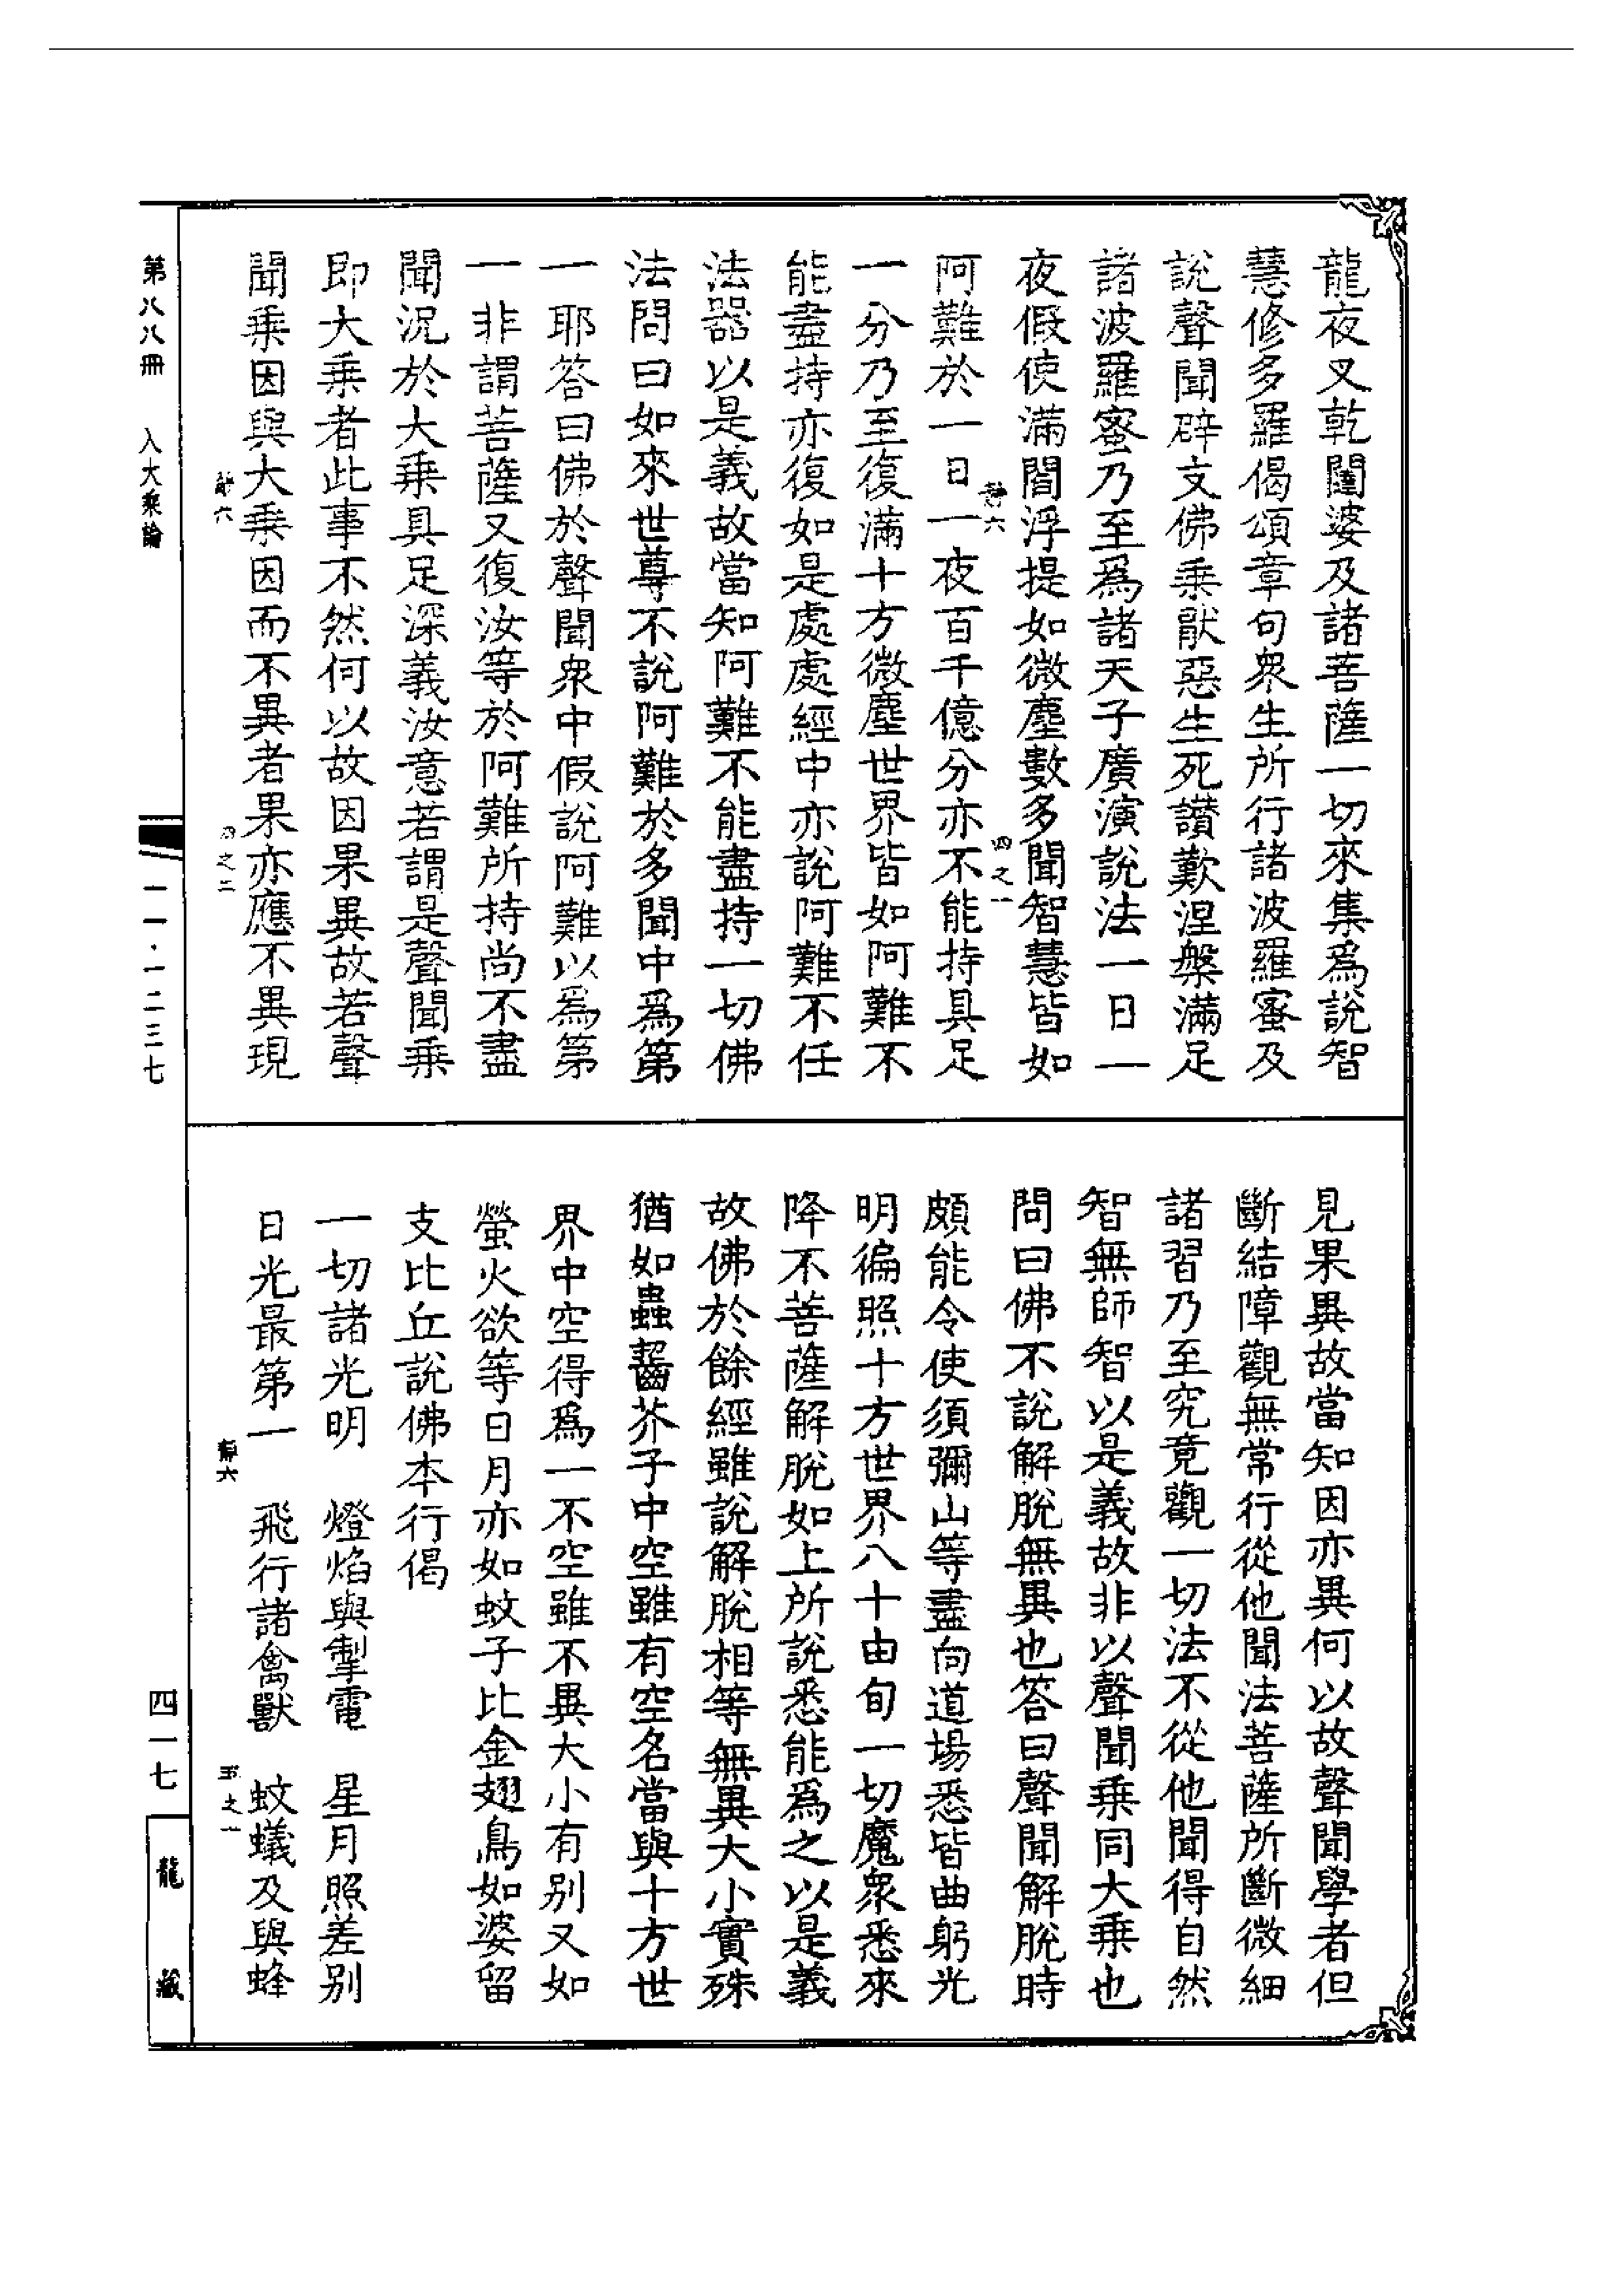 龍夜叉乾闥婆及諸菩薩一切來集爲說智
慧修多羅偈頌章句衆生所行諸波羅蜜及
說聲聞辟支佛乘猒惡生死讃歎涅槃滿足
諸波羅蜜乃至爲諸天子廣演說法一日一
夜假使滿閻浮提如微塵數多聞智慧皆如
靜六
四之一
阿難於一日一夜百千億分亦不能持具足
一分乃至復滿十方微塵世界皆如阿難不
能盡持亦復如是處處經中亦說阿難不任
法器以是義故當知阿難不能盡持一切佛
法問曰如來世尊不說阿難於多聞中爲第
一耶答曰佛於聲聞衆中假說阿難以爲第
一非謂菩薩又復汝等於阿難所持尚不盡
聞況於大乘具足深義汝意若謂是聲聞乘
即大乘者此事不然何以故因果異故若聲
聞乘因與大乘因而不異者果亦應不異現
靜六
四之二
見果異故當知因亦異何以故聲聞學者但
斷結障觀無常行從他聞法菩薩所斷微細
諸習乃至究竟觀一切法不從他聞得自然
智無師智以是義故非以聲聞乘同大乘也
問曰佛不說解脫無異也答曰聲聞解脫時
頗能令使須彌山等盡向道場悉皆曲躬光
明徧照十方世界八十由旬一切魔衆悉來
降不菩薩解脫如上所說悉能爲之以是義
故佛於餘經雖說解脫相等無異大小實殊
猶如蟲齧芥子中空雖有空名當與十方世
界中空得爲一不空雖不異大小有別又如
螢火欲等日月亦如蚊子比金翅鳥如婆留
支比丘說佛本行偈
一切諸光明　燈焰與掣電　星月照差別
日光最第一　飛行諸禽獸　蚊蟻及與蜂
靜六
五之一
第八八冊　入大乘論
一一·一二三七
四一七
龍藏